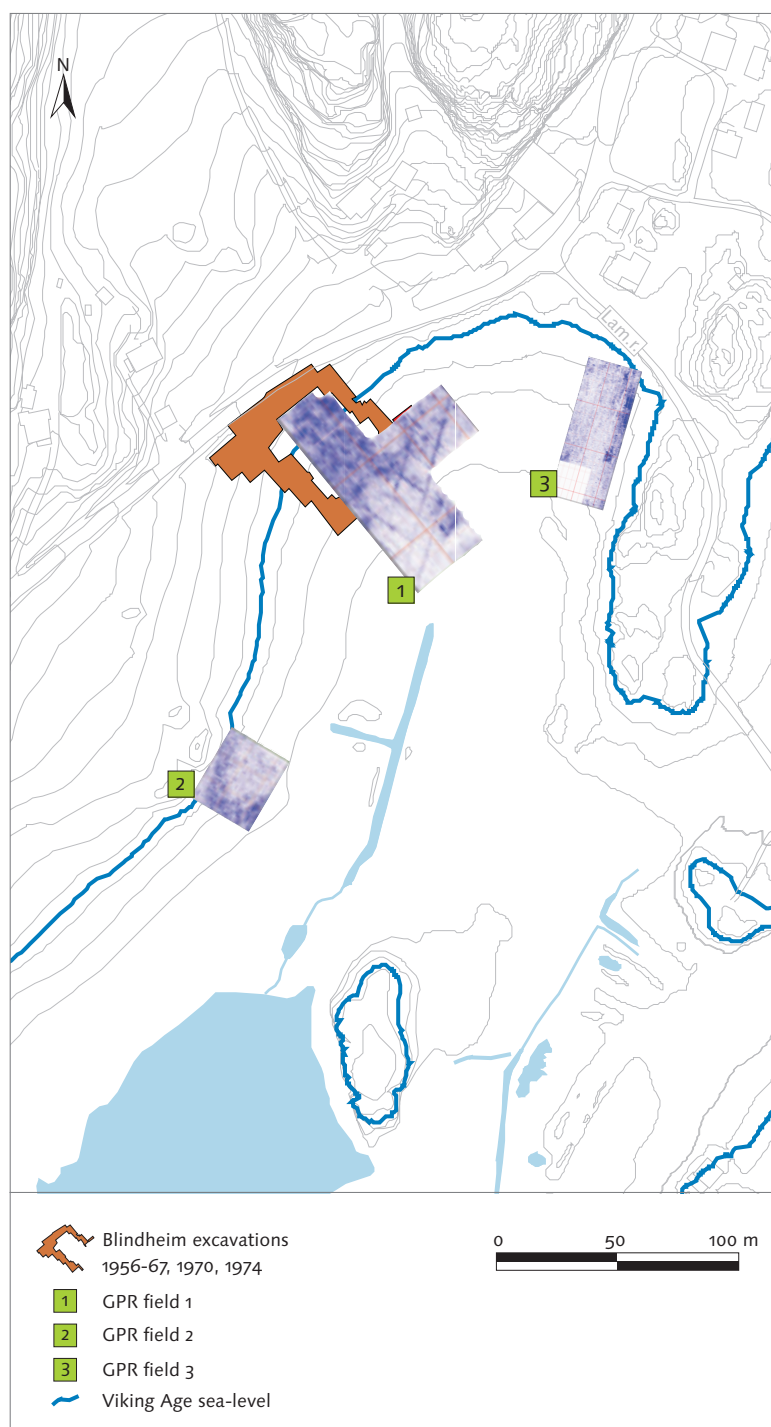 N
Lam.r.
3
1
2
Blindheim excavations
1956-67, 1970, 1974
0 50 100 m
1 GPR field 1
2 GPR field 2
3 GPR field 3
Viking Age sea-level